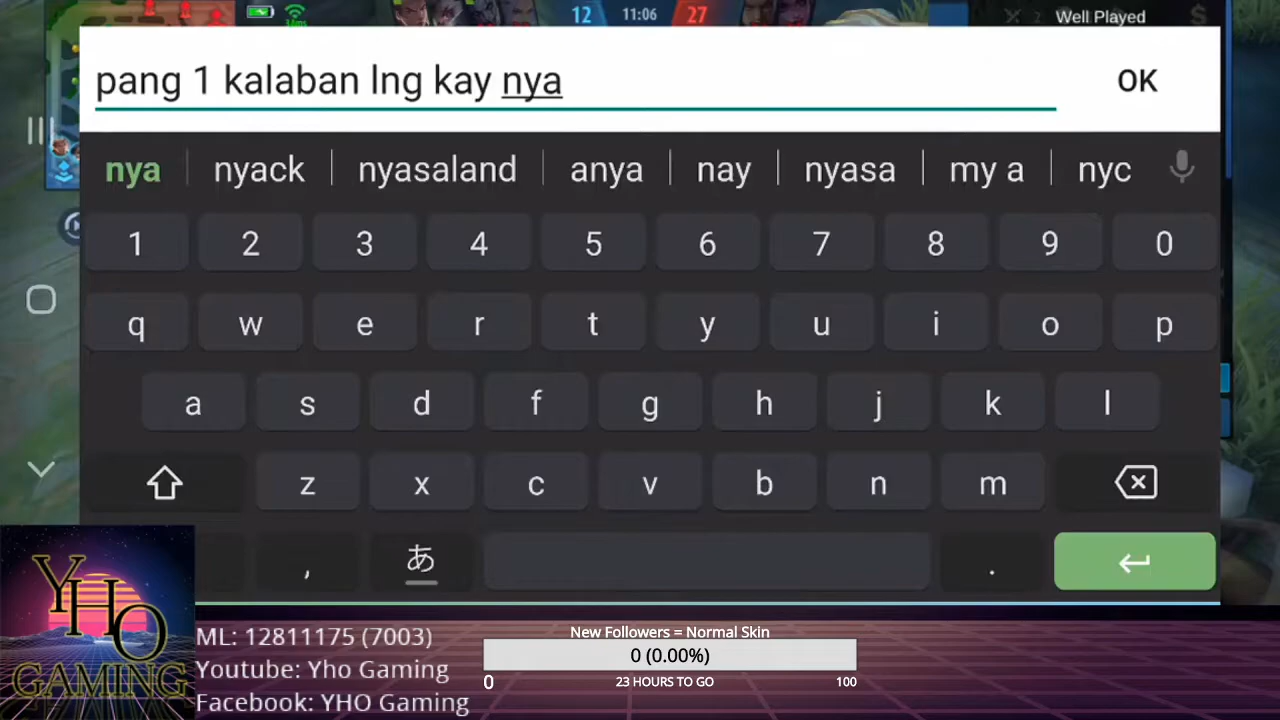 12 11:06 27 Well Played
34ms
pang 1 kalaban lng kay nya OK
nya nyack nyasaland anya nay nyasa my a nyc
1 2 3 4 5 6 7 8 9 0
q w e r t y u i o p
a s d f g h j k l
z x c v b n m
, あ .
YHO
GAMING
ML: 12811175 (7003)
Youtube: Yho Gaming
Facebook: YHO Gaming
New Followers = Normal Skin
0 (0.00%)
0 23 HOURS TO GO 100